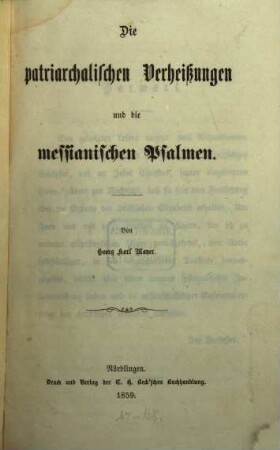 Die
patriarchalischen Verheißungen
und die
messianischen Psalmen.
Von
Georg Karl Mayer.
Nördlingen.
Druck und Verlag der C. H. Beck'schen Buchhandlung.
1859.